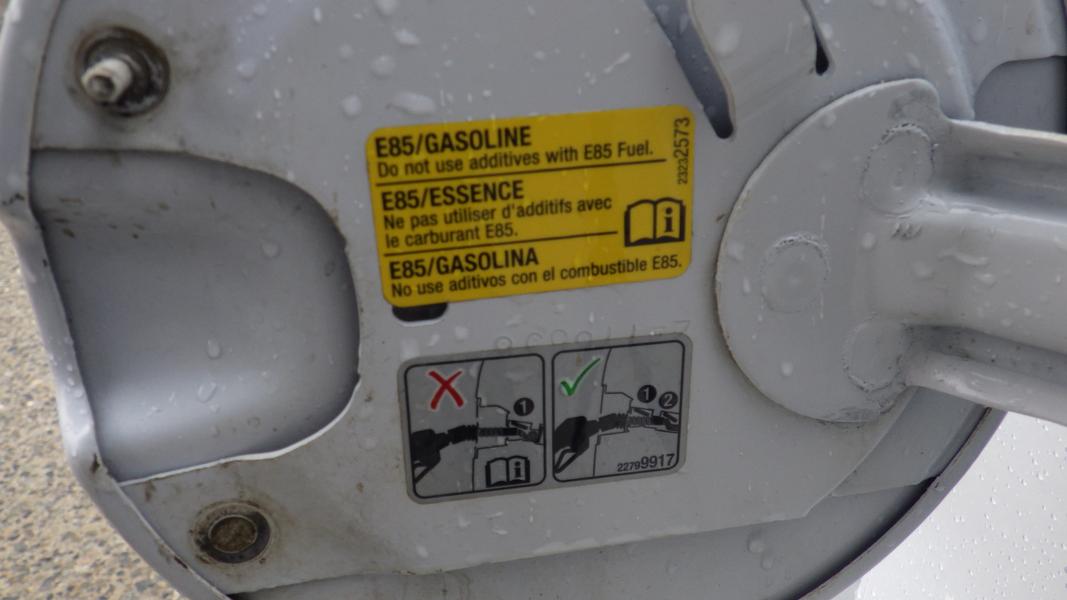 E85/GASOLINE
Do not use additives with E85 Fuel.
E85/ESSENCE
Ne pas utiliser d'additifs avec
le carburant E85.
E85/GASOLINA
No use aditivos con el combustible E85.
23232573
i
1
i
1 2
22799917